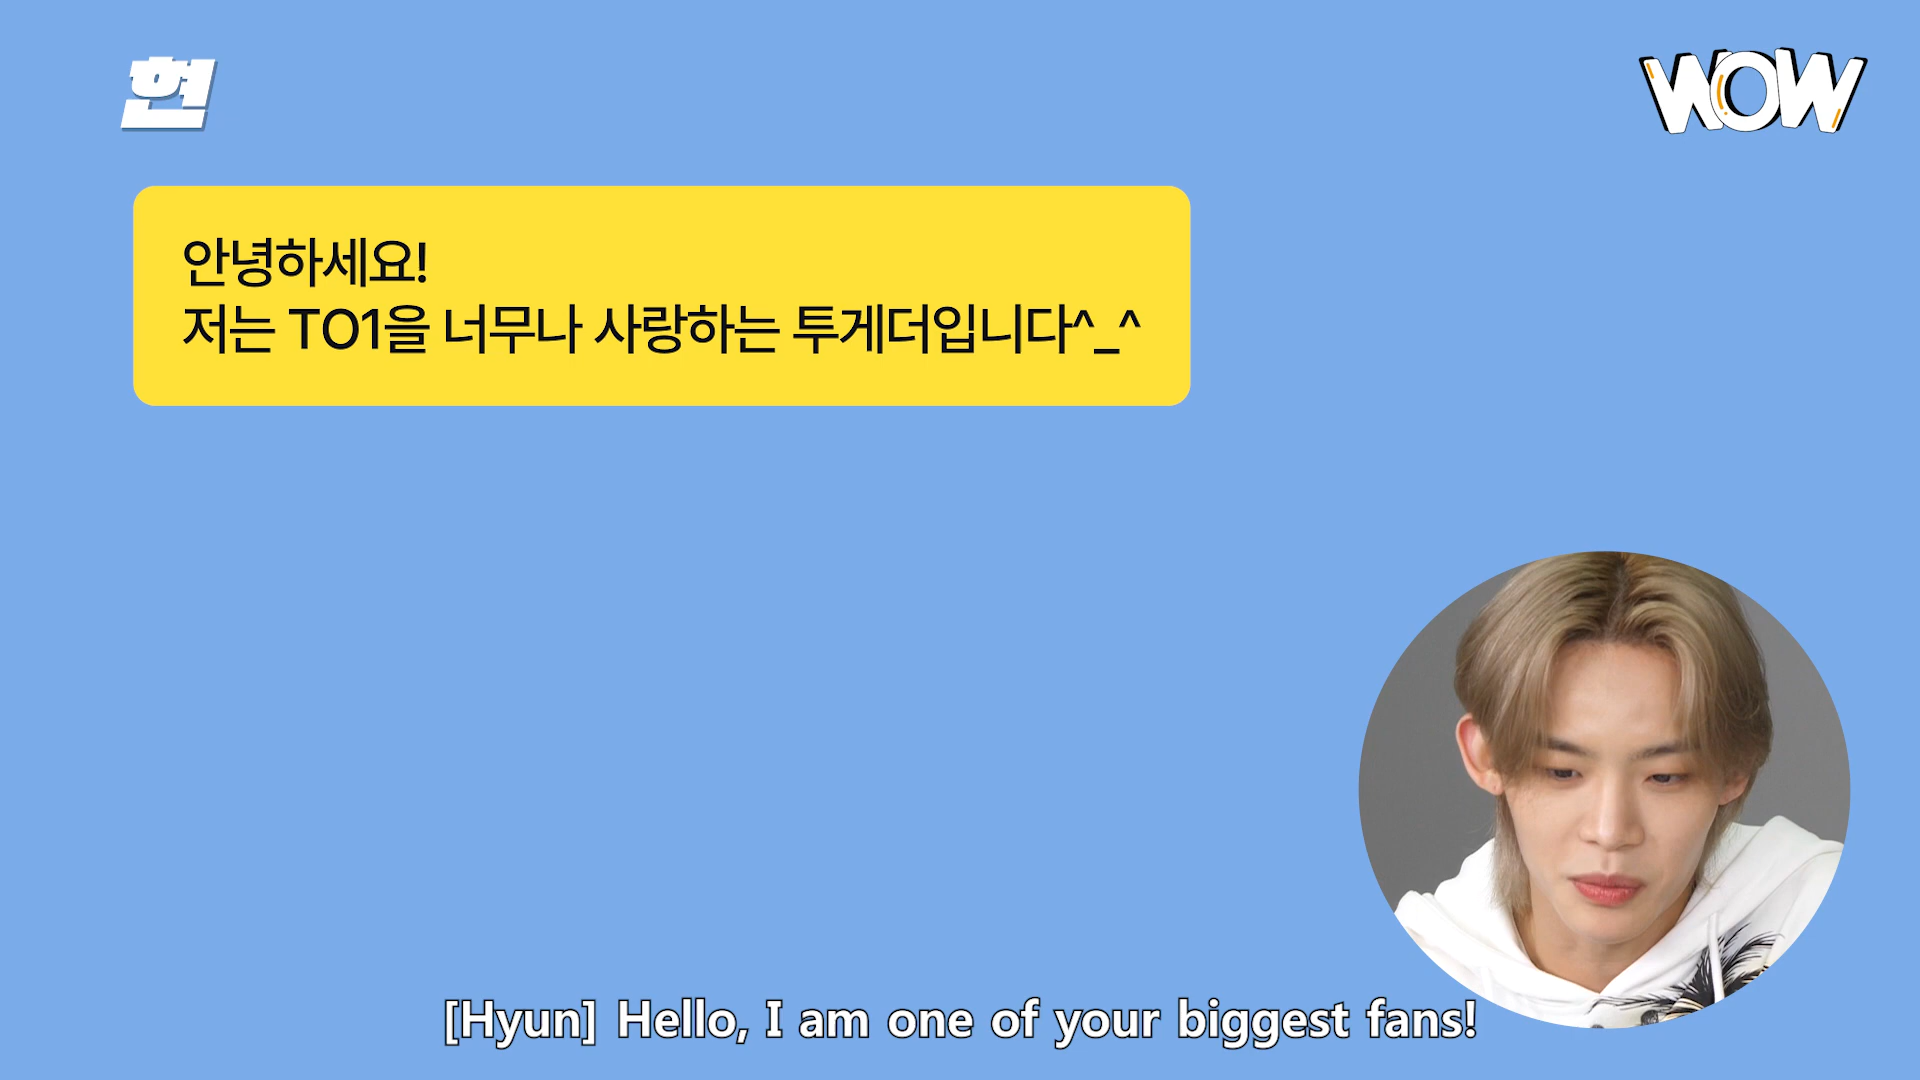 현
WOW
안녕하세요!
저는 TO1을 너무나 사랑하는 투게더입니다^_^
[Hyun] Hello, I am one of your biggest fans!